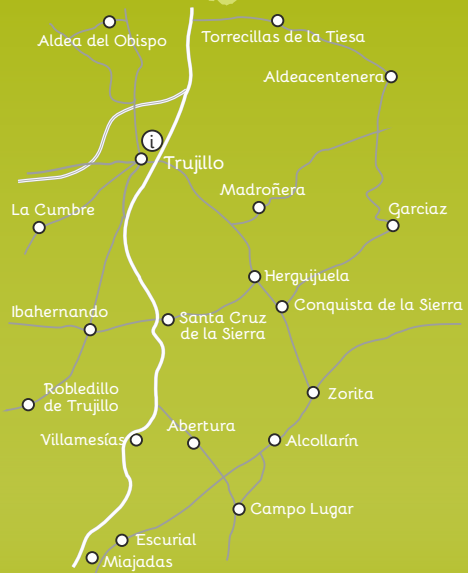 Torrecillas de la Tiesa
Aldea del Obispo
Aldeacentenera
i
Trujillo
Madroñera
La Cumbre
Garciaz
Herguijuela
Conquista de la Sierra
Ibahernando
Santa Cruz
de la Sierra
Robledillo
de Trujillo
Zorita
Abertura
Villamesías
Alcollarín
Campo Lugar
Escurial
Miajadas